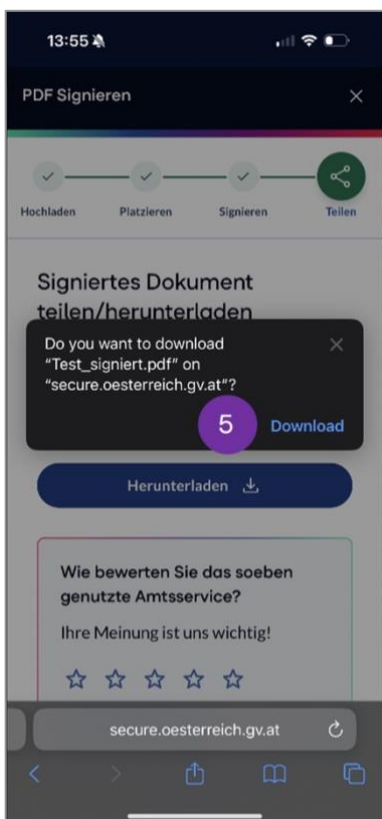 13:55
PDF Signieren
Hochladen Platzieren Signieren Teilen
Signiertes Dokument
teilen/herunterladen
Do you want to download
“Test_signiert.pdf” on
“secure.oesterreich.gv.at”?
5 Download
Herunterladen
Wie bewerten Sie das soeben
genutzte Amtsservice?
Ihre Meinung ist uns wichtig!
secure.oesterreich.gv.at